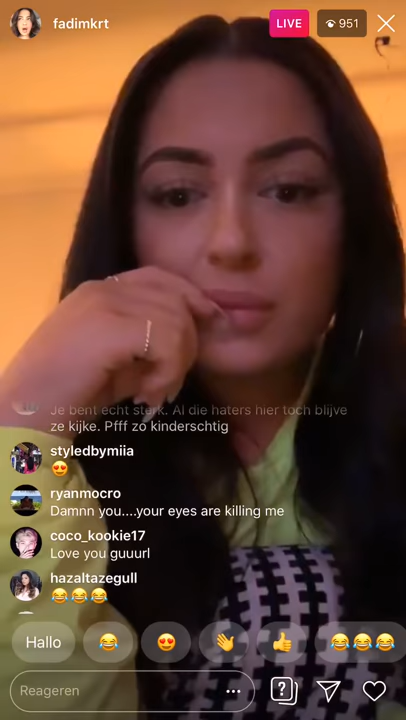 fadimkrt
LIVE
951
Je bent echt sterk. Al die haters hier toch blijve
ze kijke. Pfff zo kinderschtig
styledbymiia
😍
ryanmocro
Damnn you....your eyes are killing me
coco_kookie17
Love you guuurl
hazaltazegull
😂😂😂
Hallo 😂 😍 👋 👍 😂😂😂
Reageren